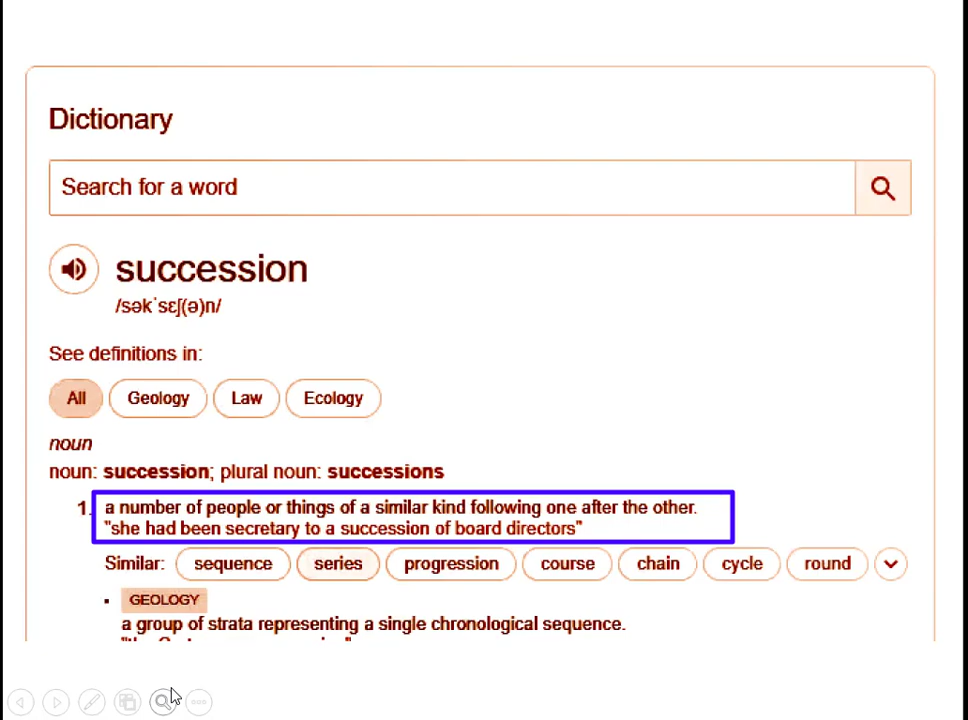 Dictionary
Search for a word
succession
/səkˈsɛʃ(ə)n/
See definitions in:
All Geology Law Ecology
noun
noun: succession; plural noun: successions
1. a number of people or things of a similar kind following one after the other.
"she had been secretary to a succession of board directors"
Similar: sequence series progression course chain cycle round
GEOLOGY
a group of strata representing a single chronological sequence.